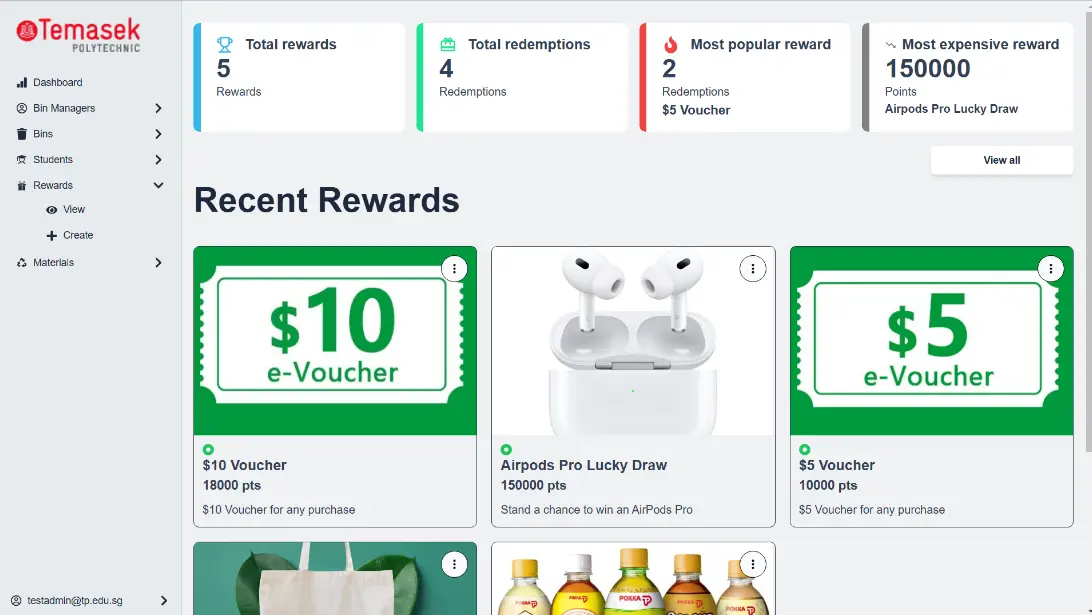 Temasek
POLYTECHNIC
Dashboard
Bin Managers
Bins
Students
Rewards
View
Create
Materials
testadmin@tp.edu.sg
Total rewards
5
Rewards
Total redemptions
4
Redemptions
Most popular reward
2
Redemptions
$5 Voucher
Most expensive reward
150000
Points
Airpods Pro Lucky Draw
View all
Recent Rewards
$10
e-Voucher
$10 Voucher
18000 pts
$10 Voucher for any purchase
Airpods Pro Lucky Draw
150000 pts
Stand a chance to win an AirPods Pro
$5
e-Voucher
$5 Voucher
10000 pts
$5 Voucher for any purchase
POKKA
POKKA
POKKA
POKKA
POKKA